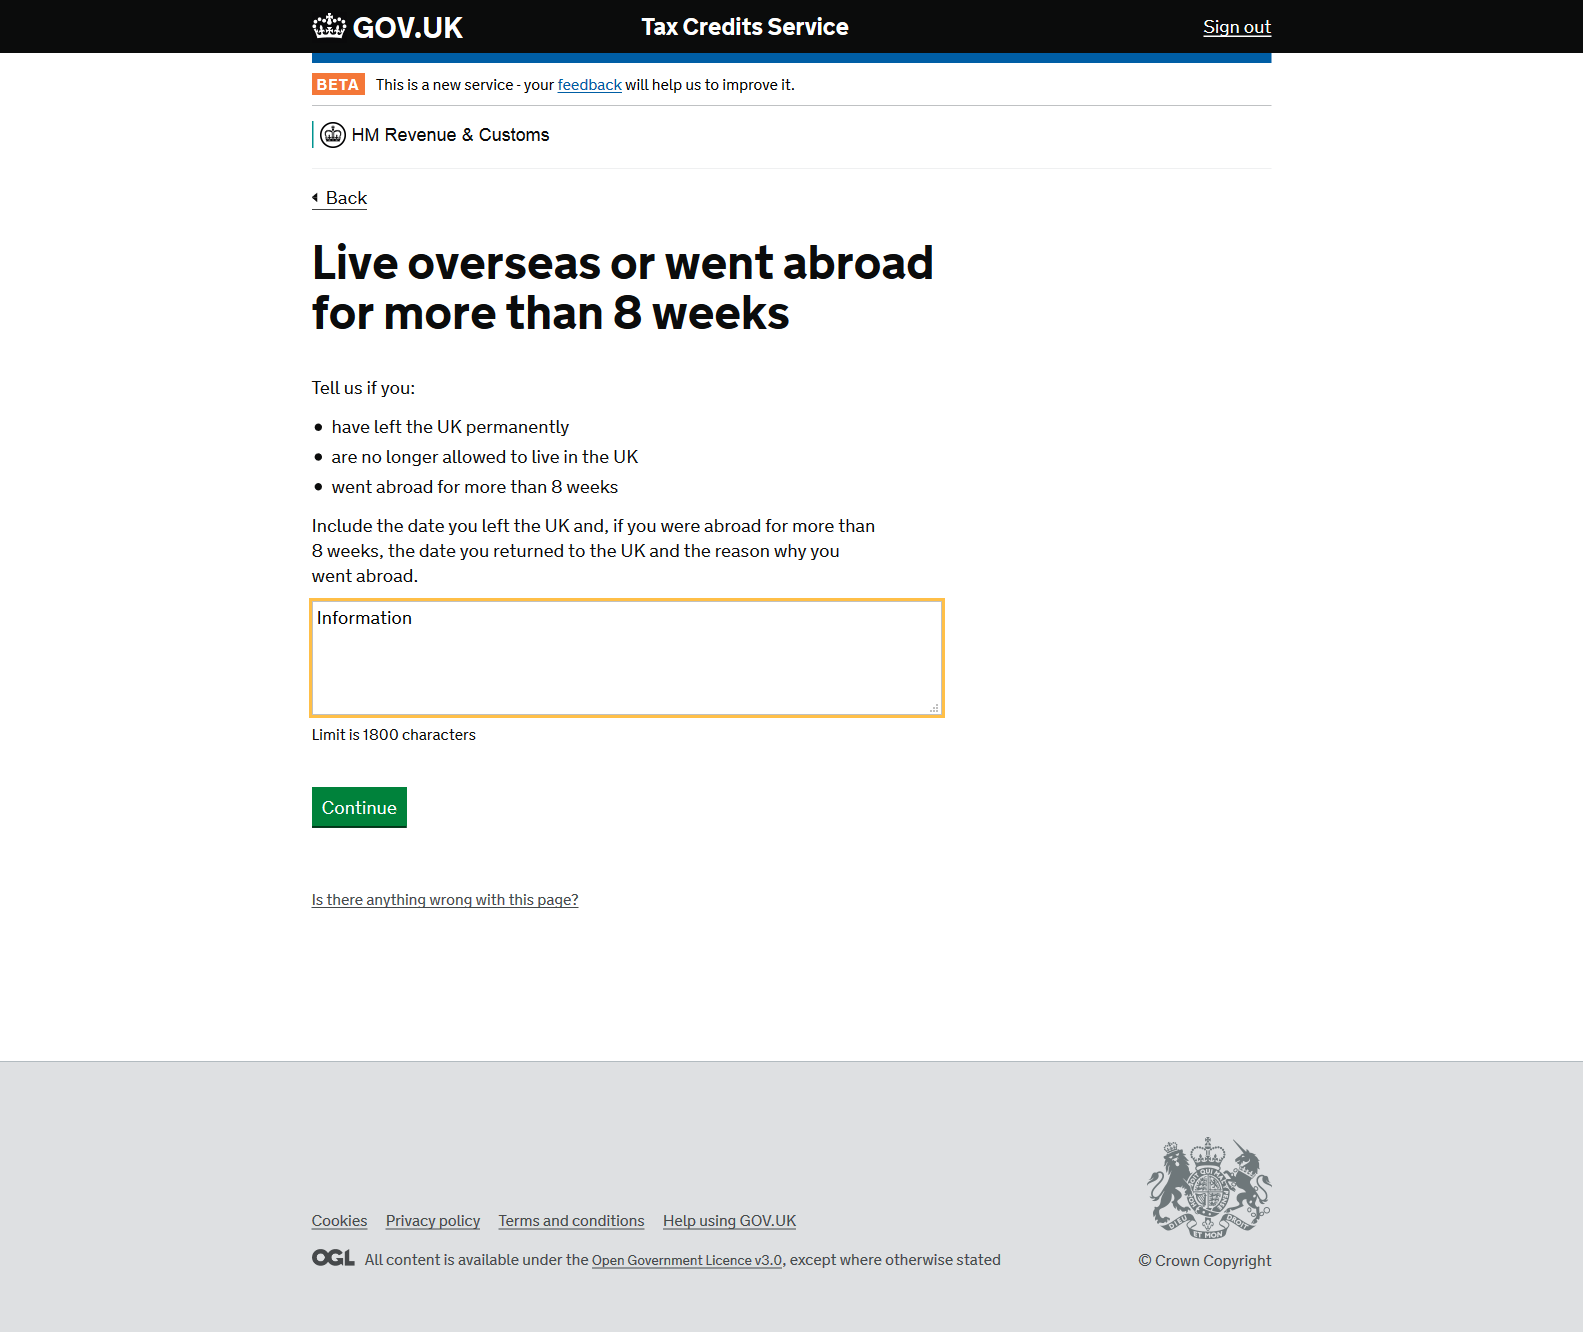 GOV.UK Tax Credits Service Sign out
BETA This is a new service - your feedback will help us to improve it.
HM Revenue & Customs
Back
Live overseas or went abroad
for more than 8 weeks
Tell us if you:
have left the UK permanently
are no longer allowed to live in the UK
went abroad for more than 8 weeks
Include the date you left the UK and, if you were abroad for more than
8 weeks, the date you returned to the UK and the reason why you
went abroad.
Information
Limit is 1800 characters
Continue
Is there anything wrong with this page?
Cookies Privacy policy Terms and conditions Help using GOV.UK
OGL All content is available under the Open Government Licence v3.0, except where otherwise stated
DIEU ET MON DROIT
© Crown Copyright